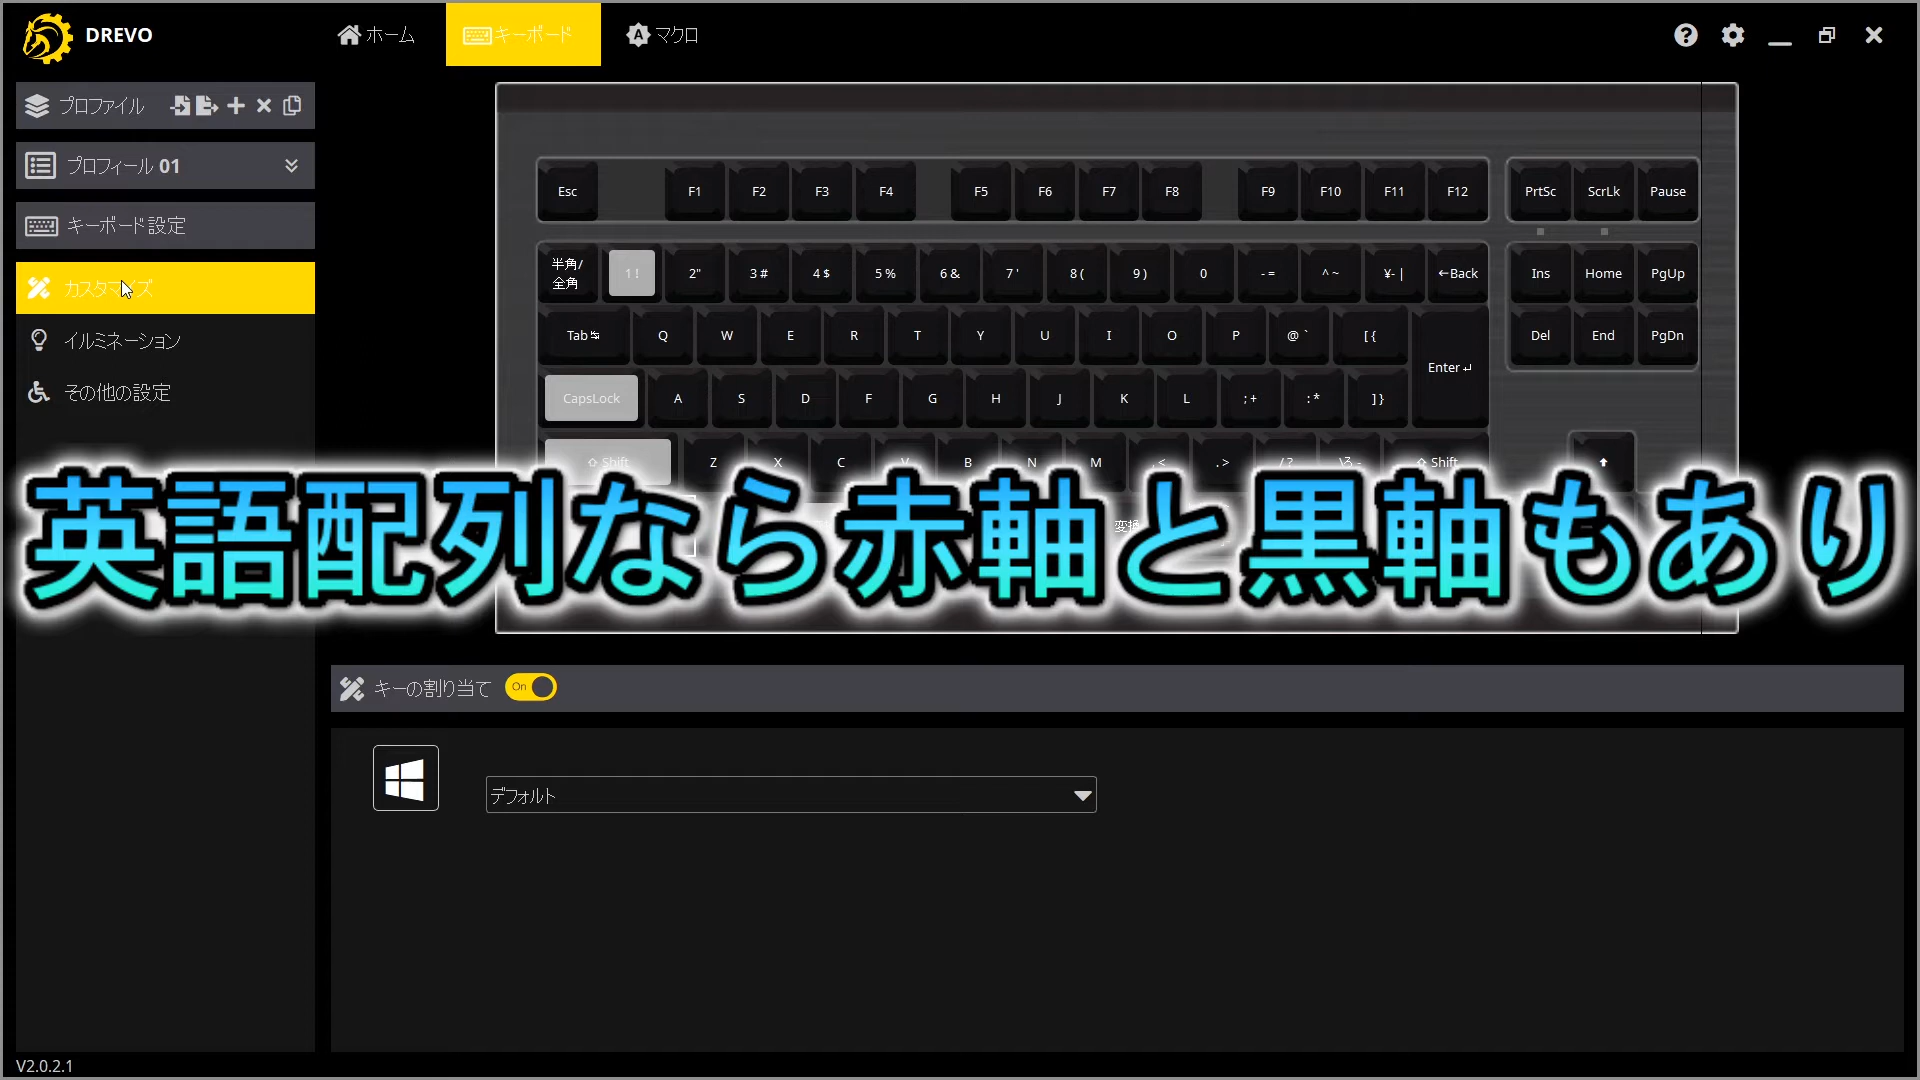 DREVO
ホーム
キーボード
マクロ
プロファイル
プロフィール 01
キーボード設定
カスタマイズ
イルミネーション
その他の設定
Esc F1 F2 F3 F4 F5 F6 F7 F8 F9 F10 F11 F12 PrtSc ScrLk Pause
半角/全角 1 ! 2" 3 # 4 $ 5 % 6 & 7 ' 8 ( 9 ) 0 - = ^ ~ ¥- | ←Back Ins Home PgUp
Tab Q W E R T Y U I O P @ ` [ { Del End PgDn
Enter
CapsLock A S D F G H J K L ; + : * ] }
Shift Z X C V B N M . < . > / ? \ろ - Shift
変換
英語配列なら赤軸と黒軸もあり
キーの割り当て On
デフォルト
V2.0.2.1